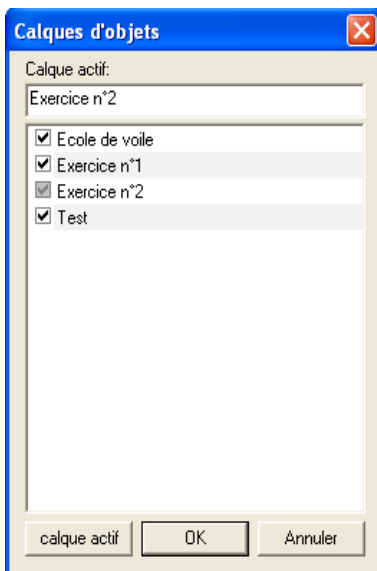 Calques d'objets
Calque actif:
Exercice n°2
Ecole de voile
Exercice n°1
Exercice n°2
Test
calque actif
OK
Annuler